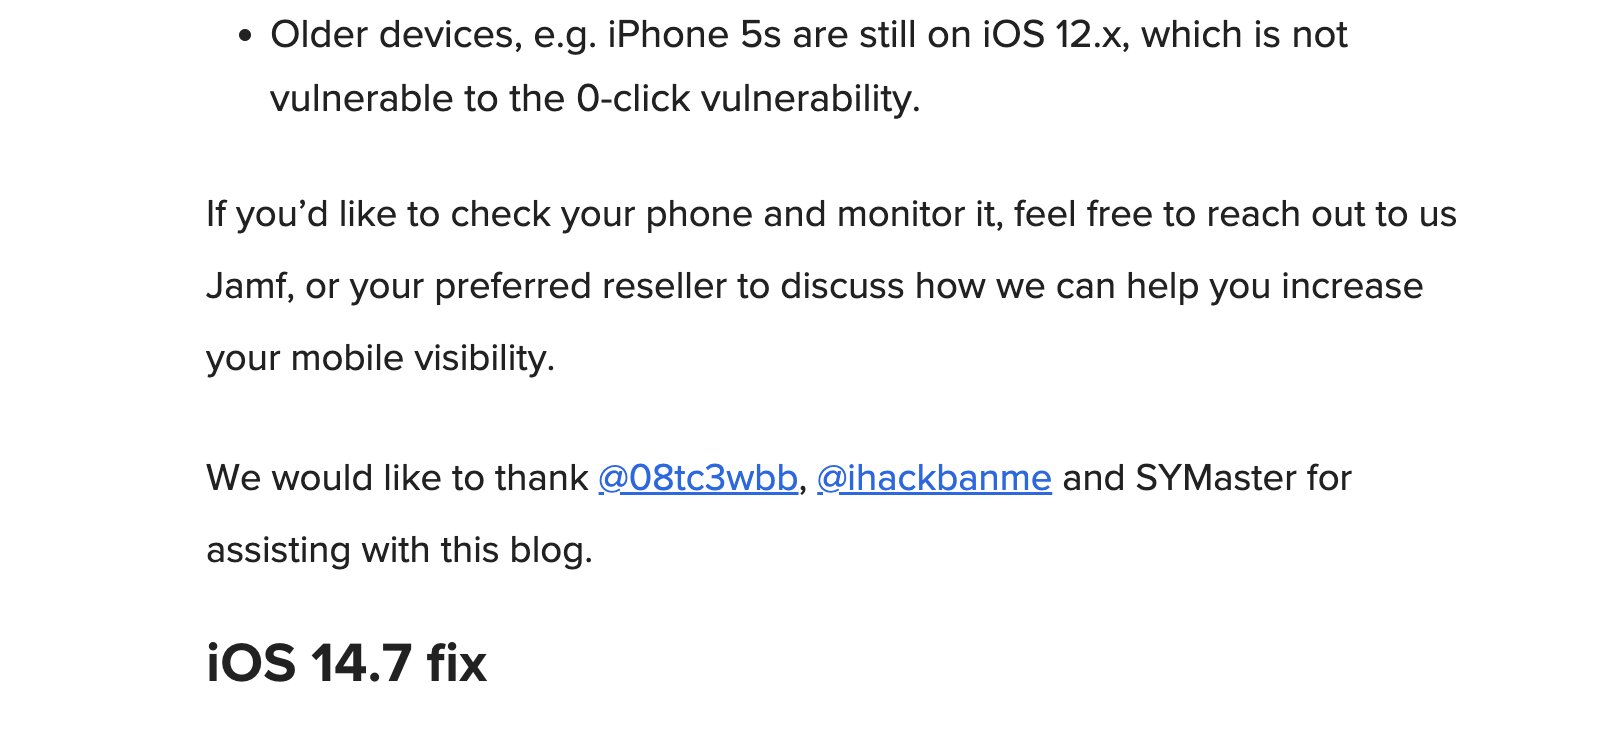 • Older devices, e.g. iPhone 5s are still on iOS 12.x, which is not
vulnerable to the 0-click vulnerability.
If you’d like to check your phone and monitor it, feel free to reach out to us
Jamf, or your preferred reseller to discuss how we can help you increase
your mobile visibility.
We would like to thank @08tc3wbb, @ihackbanme and SYMaster for
assisting with this blog.
iOS 14.7 fix